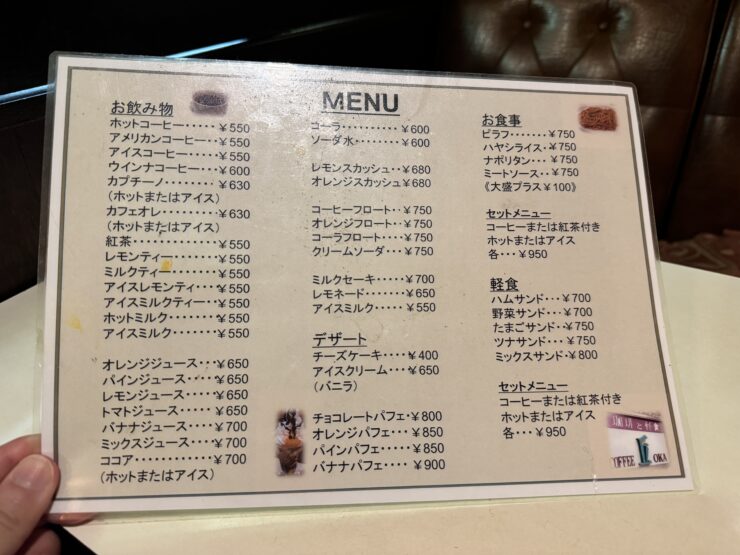 MENU
お飲み物
ホットコーヒー・・・・・￥550
アメリカンコーヒー・・￥550
アイスコーヒー・・・・・￥550
ウインナコーヒー・・・￥600
カプチーノ・・・・・・・・￥630
(ホットまたはアイス)
カフェオレ・・・・・・・・￥630
(ホットまたはアイス)
紅茶・・・・・・・・・・・・￥550
レモンティー・・・・・・￥550
ミルクティー・・・・・・￥550
アイスレモンティ・・・￥550
アイスミルクティー・・￥550
ホットミルク・・・・・・￥550
アイスミルク・・・・・・￥550
オレンジジュース・・・￥650
パインジュース・・・・￥650
レモンジュース・・・・￥650
トマトジュース・・・・￥650
バナナジュース・・・・￥700
ミックスジュース・・・￥700
ココア・・・・・・・・・・￥700
(ホットまたはアイス)
コーラ・・・・・・・・・・￥600
ソーダ水・・・・・・・・￥600
レモンスカッシュ・・￥680
オレンジスカッシュ￥680
コーヒーフロート・・￥750
オレンジフロート・・￥750
コーラフロート・・・￥750
クリームソーダ・・・￥750
ミルクセーキ・・・・￥700
レモネード・・・・・￥650
アイスミルク・・・・￥550
デザート
チーズケーキ・・・・￥400
アイスクリーム・・・￥650
(バニラ)
チョコレートパフェ・￥800
オレンジパフェ・・・￥850
パインパフェ・・・・・￥850
バナナパフェ・・・・・￥900
お食事
ピラフ・・・・・・・￥750
ハヤシライス・・￥750
ナポリタン・・・・￥750
ミートソース・・￥750
《大盛プラス￥100》
セットメニュー
コーヒーまたは紅茶付き
ホットまたはアイス
各・・・￥950
軽食
ハムサンド・・・￥700
野菜サンド・・・￥700
たまごサンド・・￥750
ツナサンド・・・・￥750
ミックスサンド・￥800
セットメニュー
コーヒーまたは紅茶付き
ホットまたはアイス
各・・・￥950
OKA